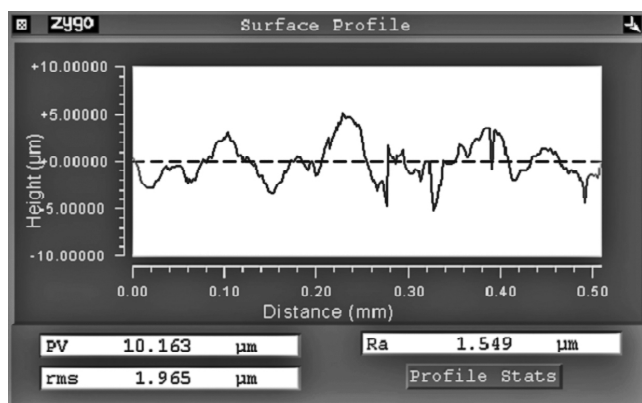 zygo Surface Profile
+10.00000
+5.00000
+0.00000
-5.00000
-10.00000
Height (µm)
0.00 0.10 0.20 0.30 0.40 0.50
Distance (mm)
PV 10.163 µm
Ra 1.549 µm
rms 1.965 µm
Profile Stats